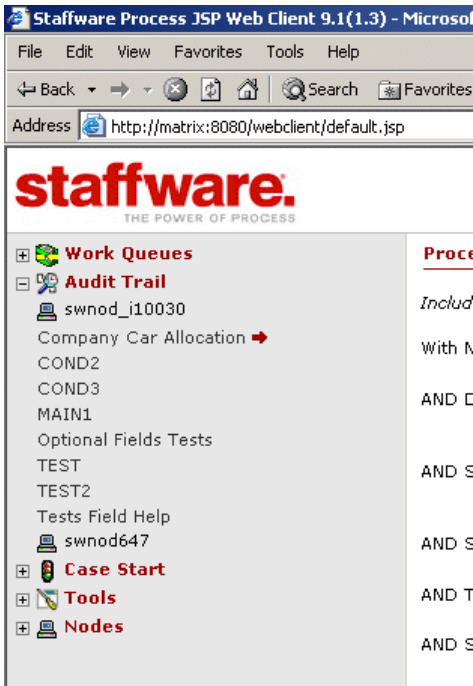 Staffware Process JSP Web Client 9.1(1.3) -
File Edit View Favorites Tools Help
Back Search Favorites
Address http://matrix:8080/webclient/default.jsp
staffware.
THE POWER OF PROCESS
Work Queues
Audit Trail
swnod_i10030
Company Car Allocation
COND2
COND3
MAIN1
Optional Fields Tests
TEST
TEST2
Tests Field Help
swnod647
Case Start
Tools
Nodes
With
AND
AND
AND
AND
AND